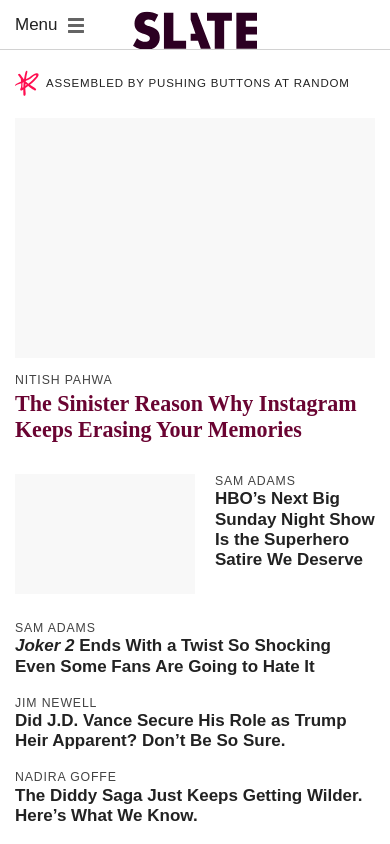 Menu
SLATE
ASSEMBLED BY PUSHING BUTTONS AT RANDOM
NITISH PAHWA
The Sinister Reason Why Instagram
Keeps Erasing Your Memories
SAM ADAMS
HBO’s Next Big
Sunday Night Show
Is the Superhero
Satire We Deserve
SAM ADAMS
Joker 2 Ends With a Twist So Shocking
Even Some Fans Are Going to Hate It
JIM NEWELL
Did J.D. Vance Secure His Role as Trump
Heir Apparent? Don’t Be So Sure.
NADIRA GOFFE
The Diddy Saga Just Keeps Getting Wilder.
Here’s What We Know.